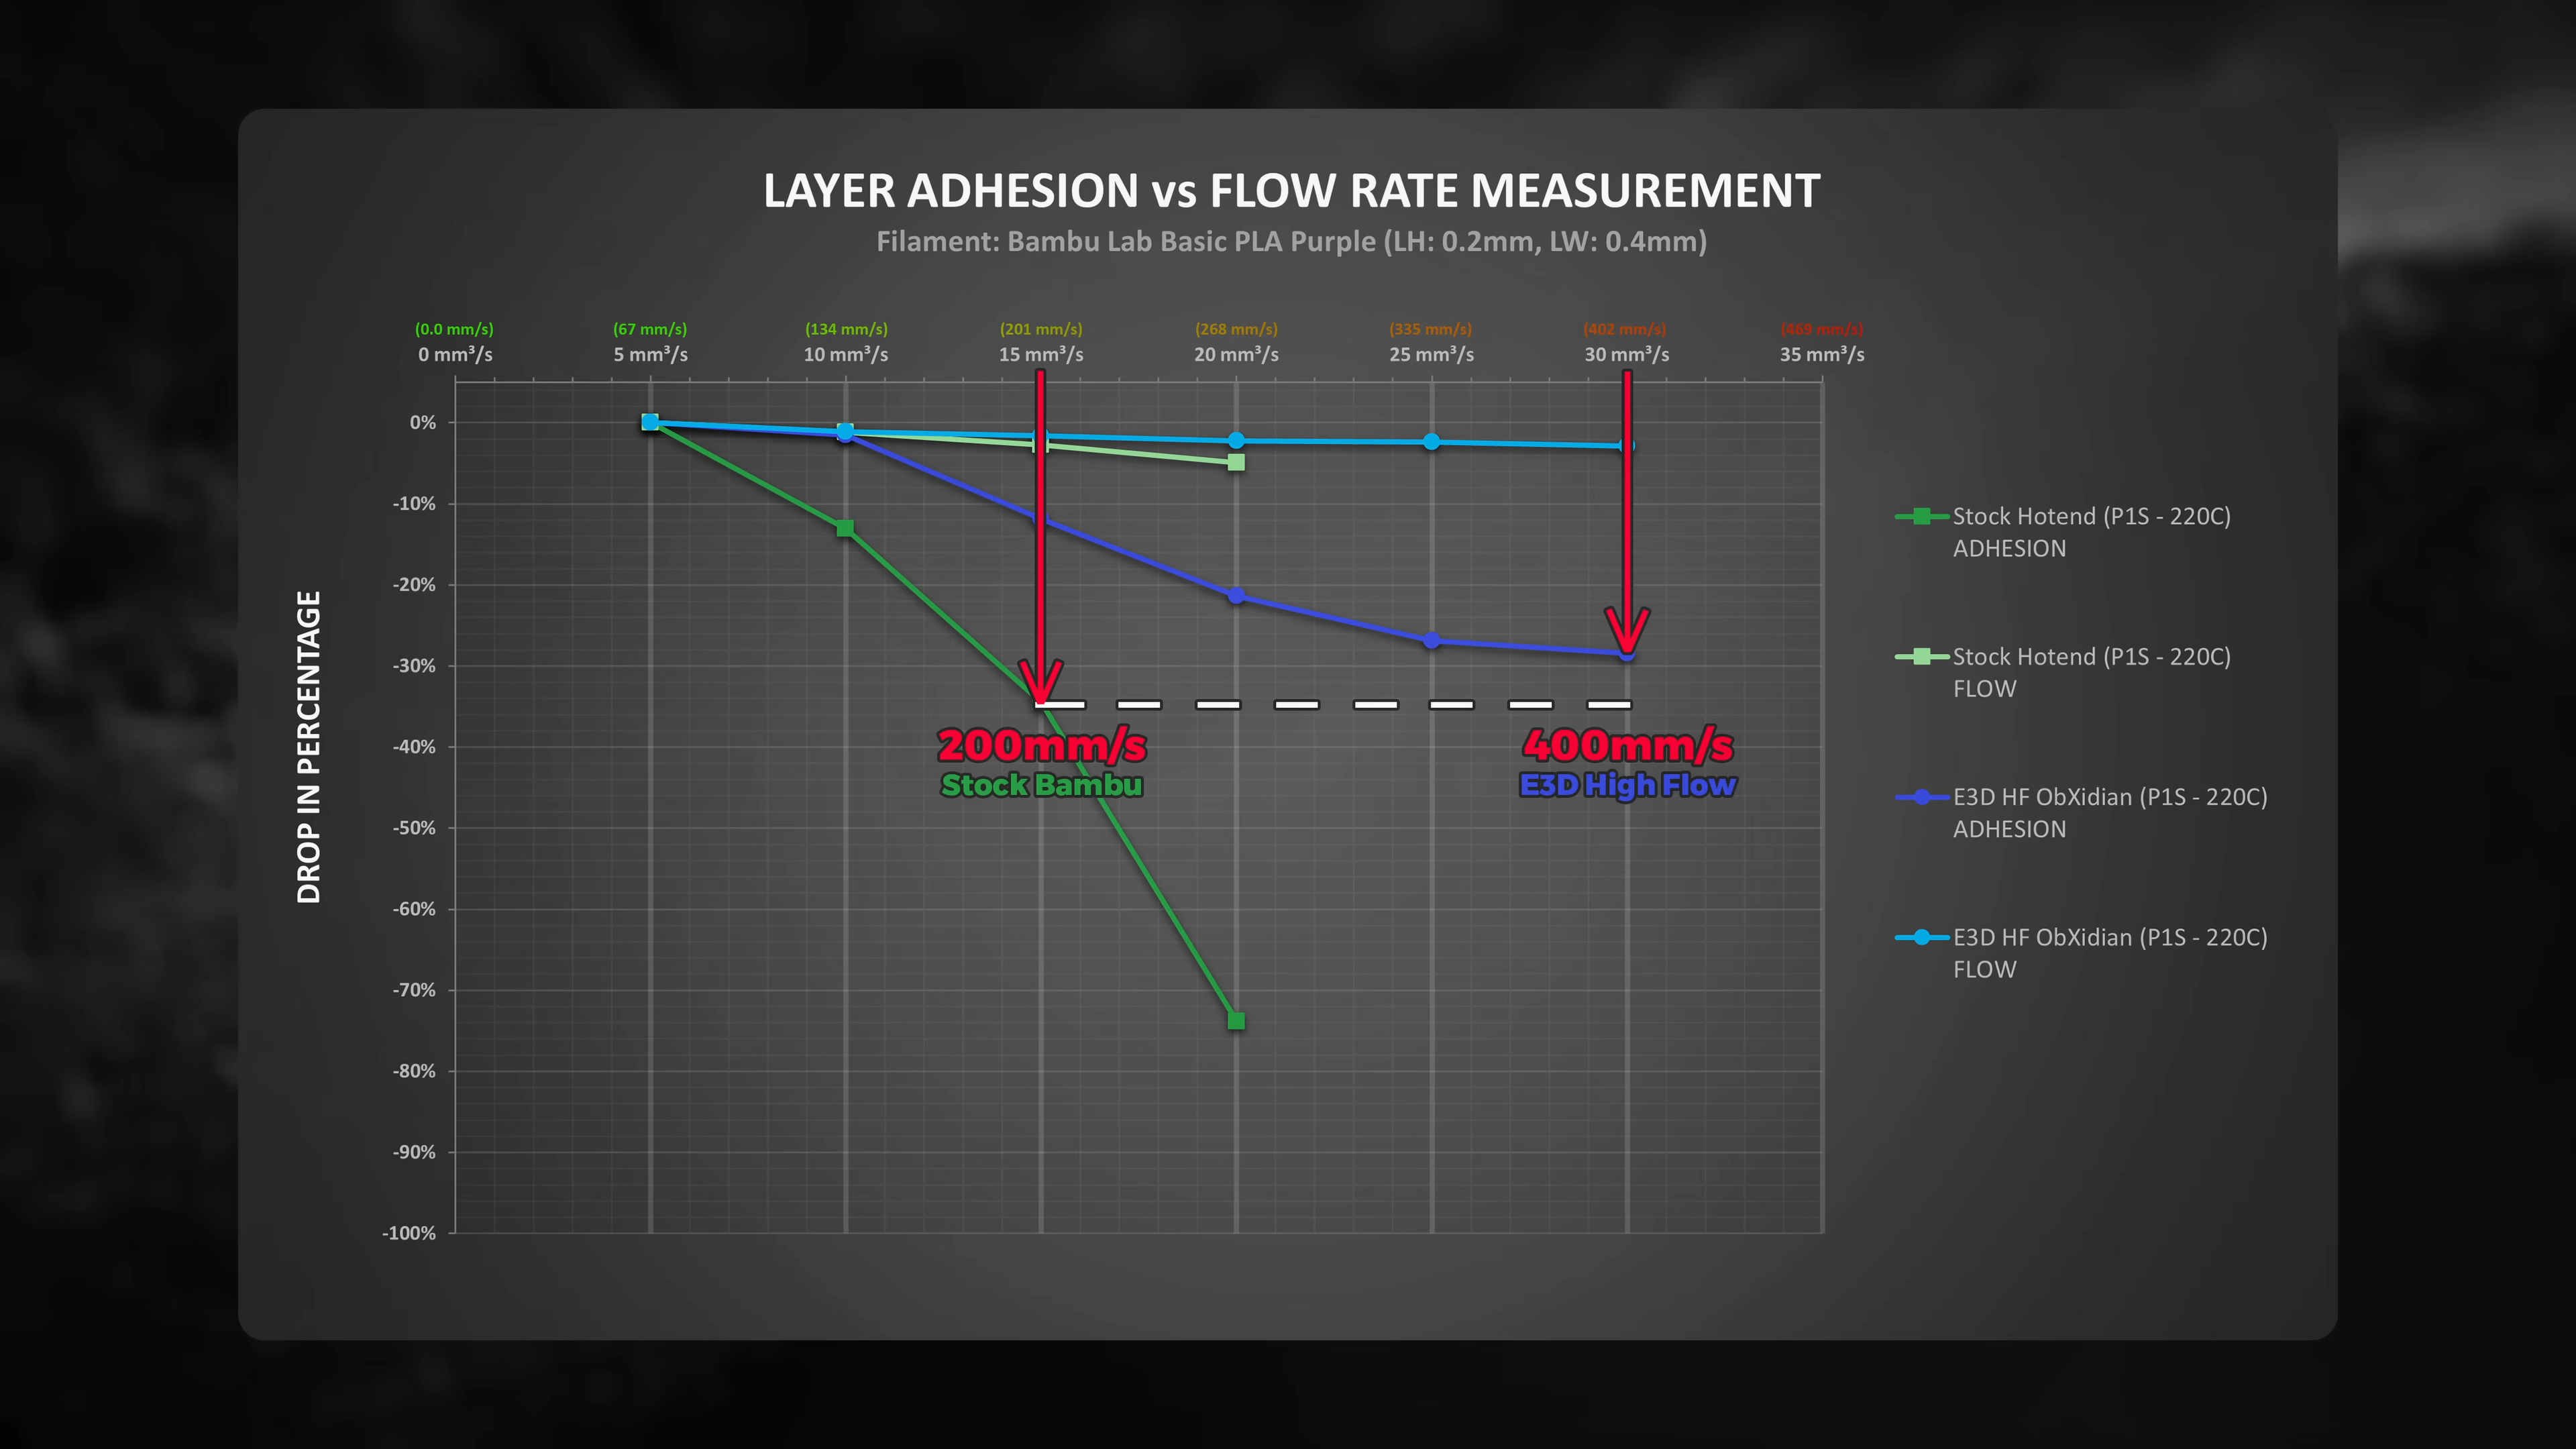 LAYER ADHESION vs FLOW RATE MEASUREMENT
Filament: Bambu Lab Basic PLA Purple (LH: 0.2mm, LW: 0.4mm)
(0.0 mm/s) (67 mm/s) (134 mm/s) (201 mm/s) (268 mm/s) (335 mm/s) (402 mm/s) (469 mm/s)
0 mm³/s 5 mm³/s 10 mm³/s 15 mm³/s 20 mm³/s 25 mm³/s 30 mm³/s 35 mm³/s
DROP IN PERCENTAGE
0%
-10%
-20%
-30%
-40%
-50%
-60%
-70%
-80%
-90%
-100%
200mm/s
Stock Bambu
400mm/s
E3D High Flow
Stock Hotend (P1S - 220C)
ADHESION
Stock Hotend (P1S - 220C)
FLOW
E3D HF ObXidian (P1S - 220C)
ADHESION
E3D HF ObXidian (P1S - 220C)
FLOW